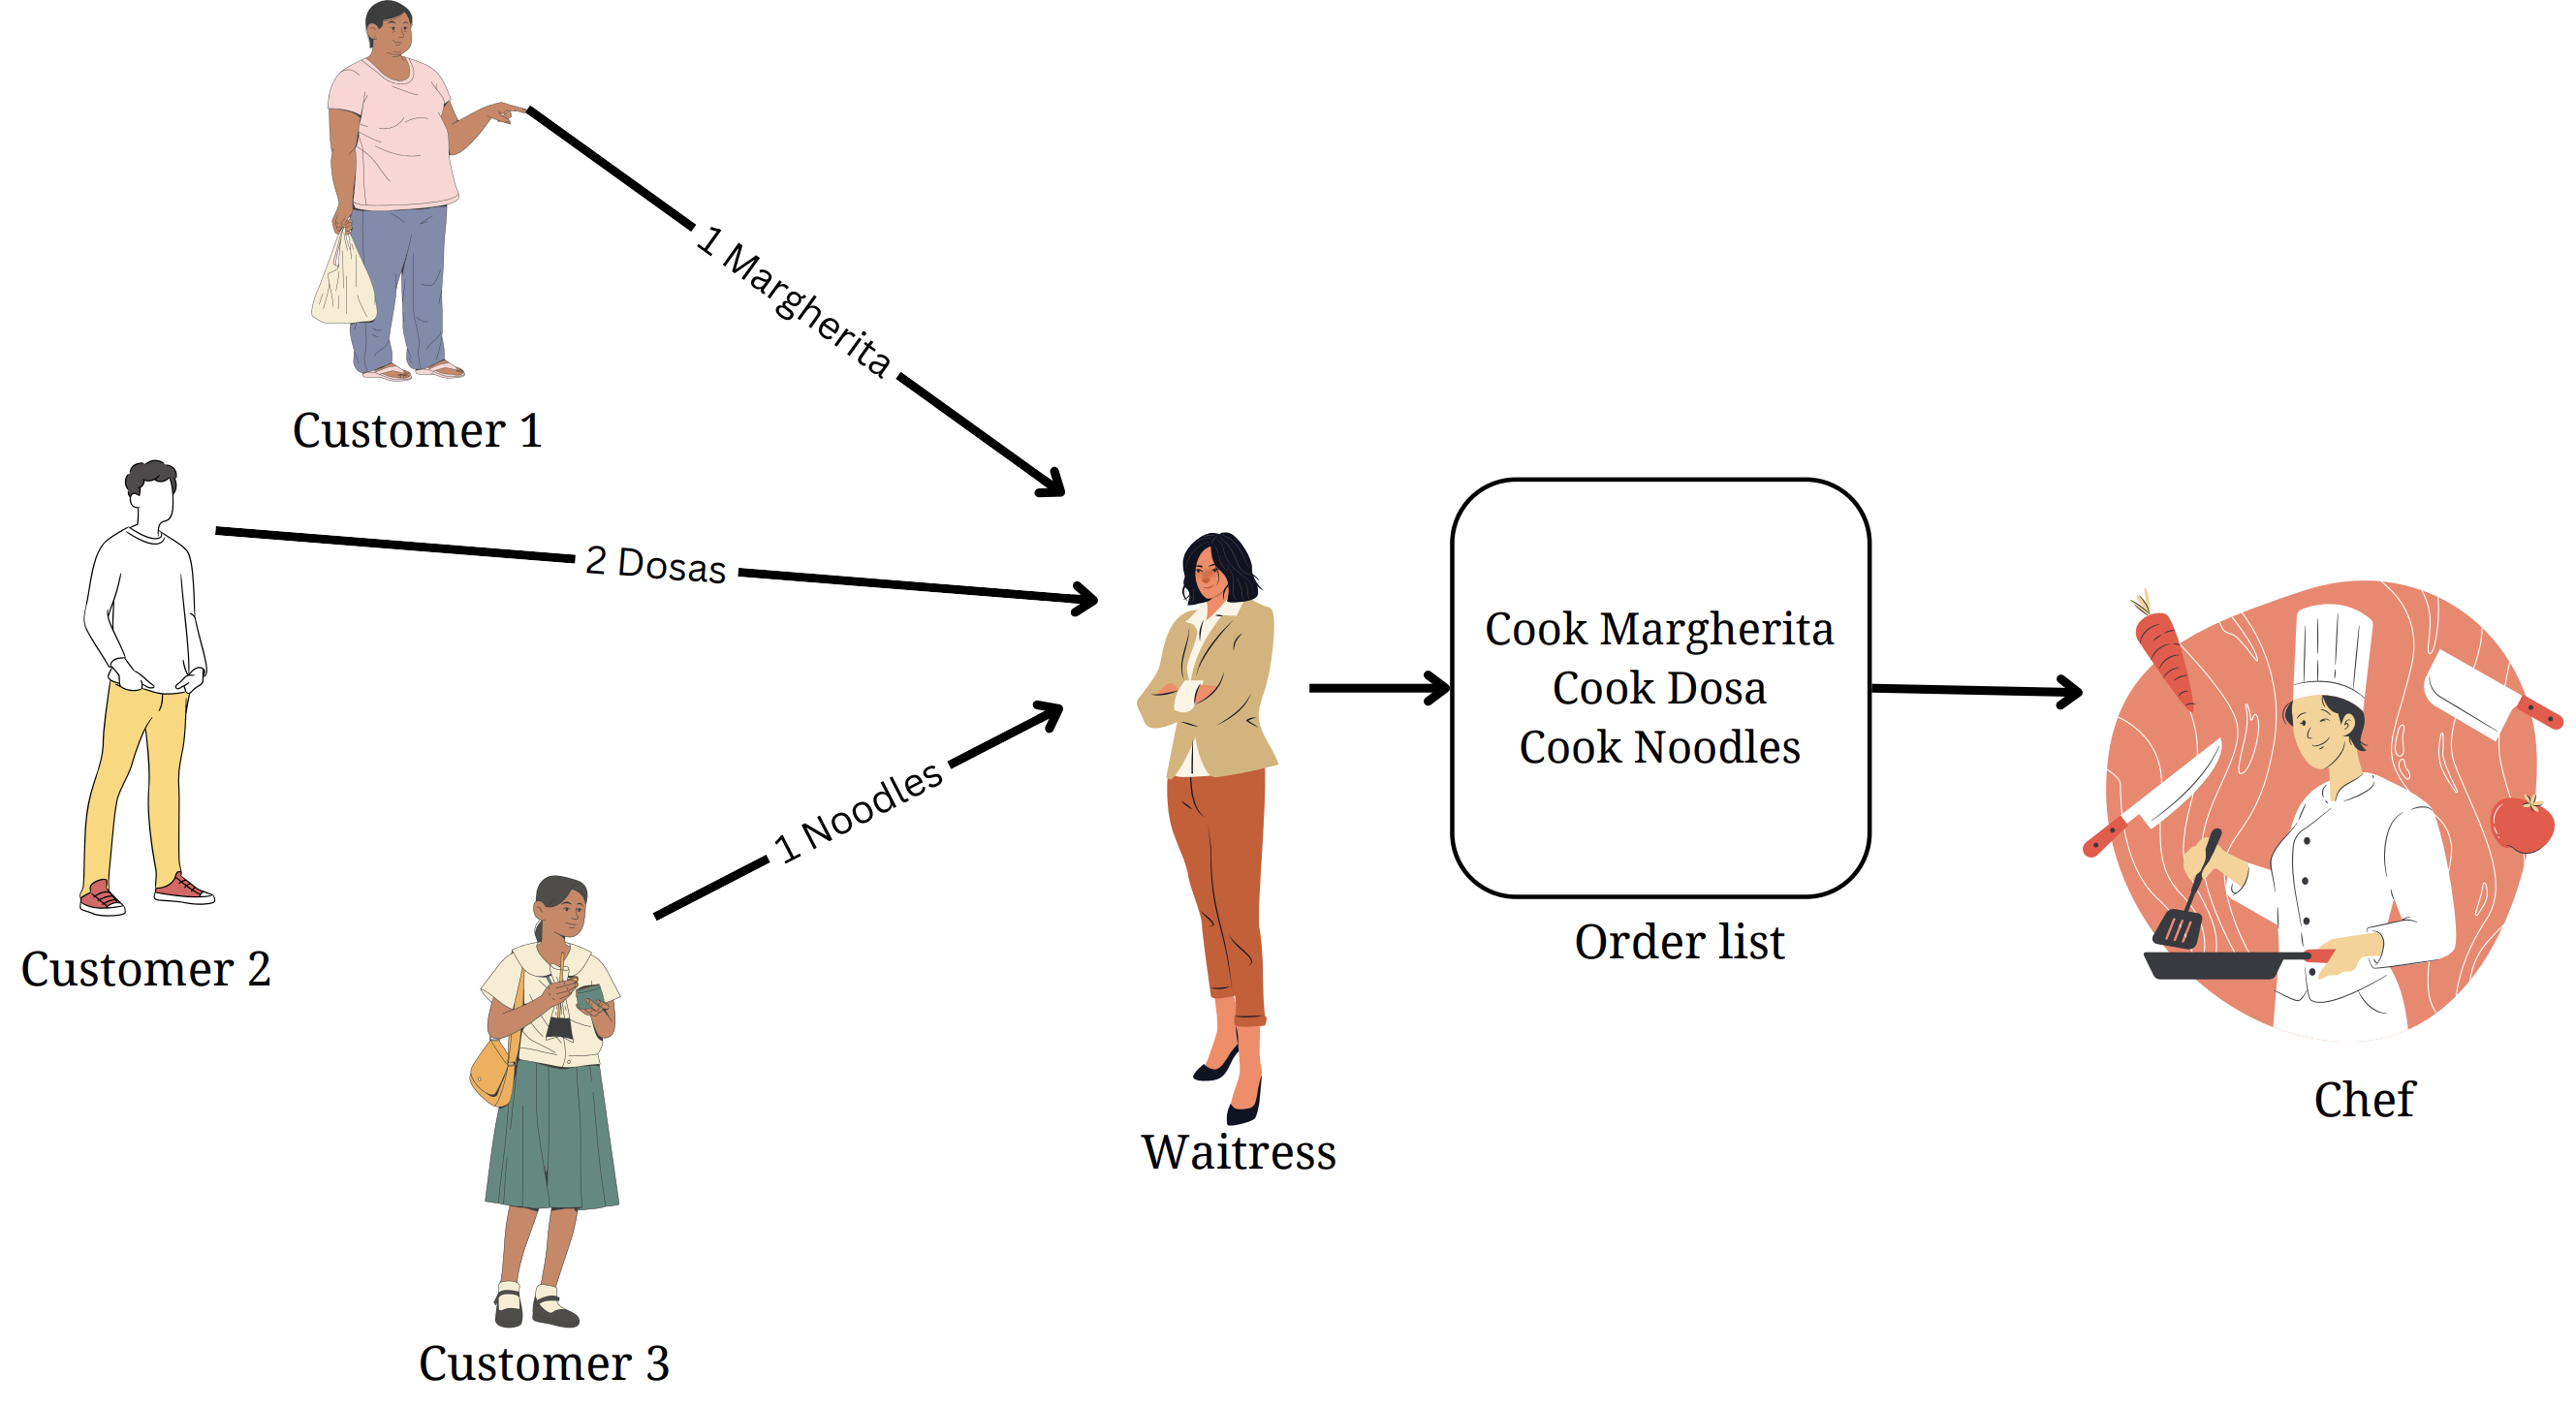 1 Margherita
Customer 1
2 Dosas
Cook Margherita
Cook Dosa
Cook Noodles
1 Noodles
Order list
Customer 2
Chef
Waitress
Customer 3